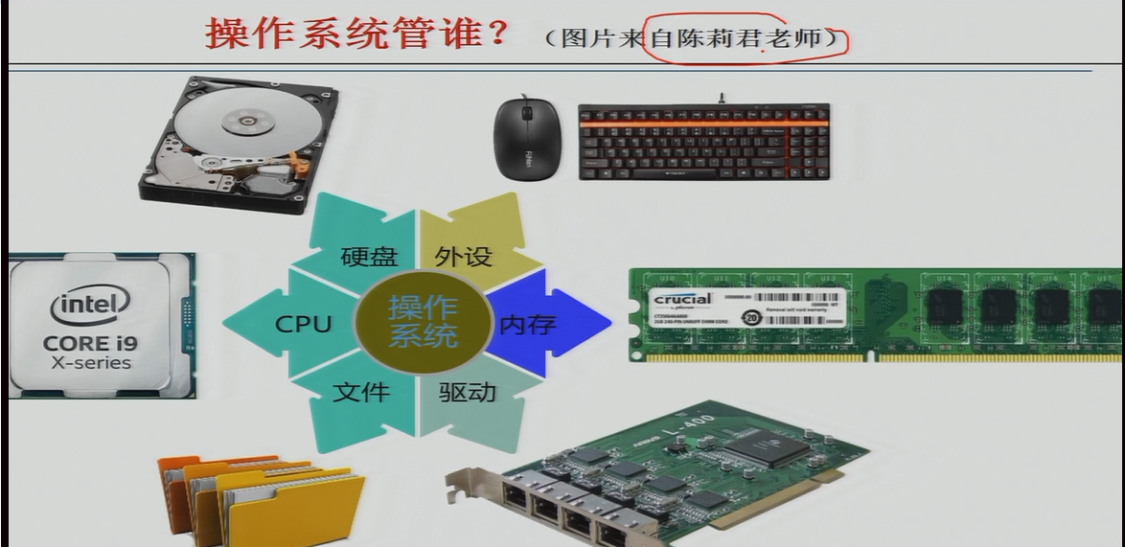 操作系统管谁？（图片来自陈莉君老师）
硬盘
外设
CPU
操作
系统
内存
文件
驱动
intel
CORE i9
X-series
crucial
L-400